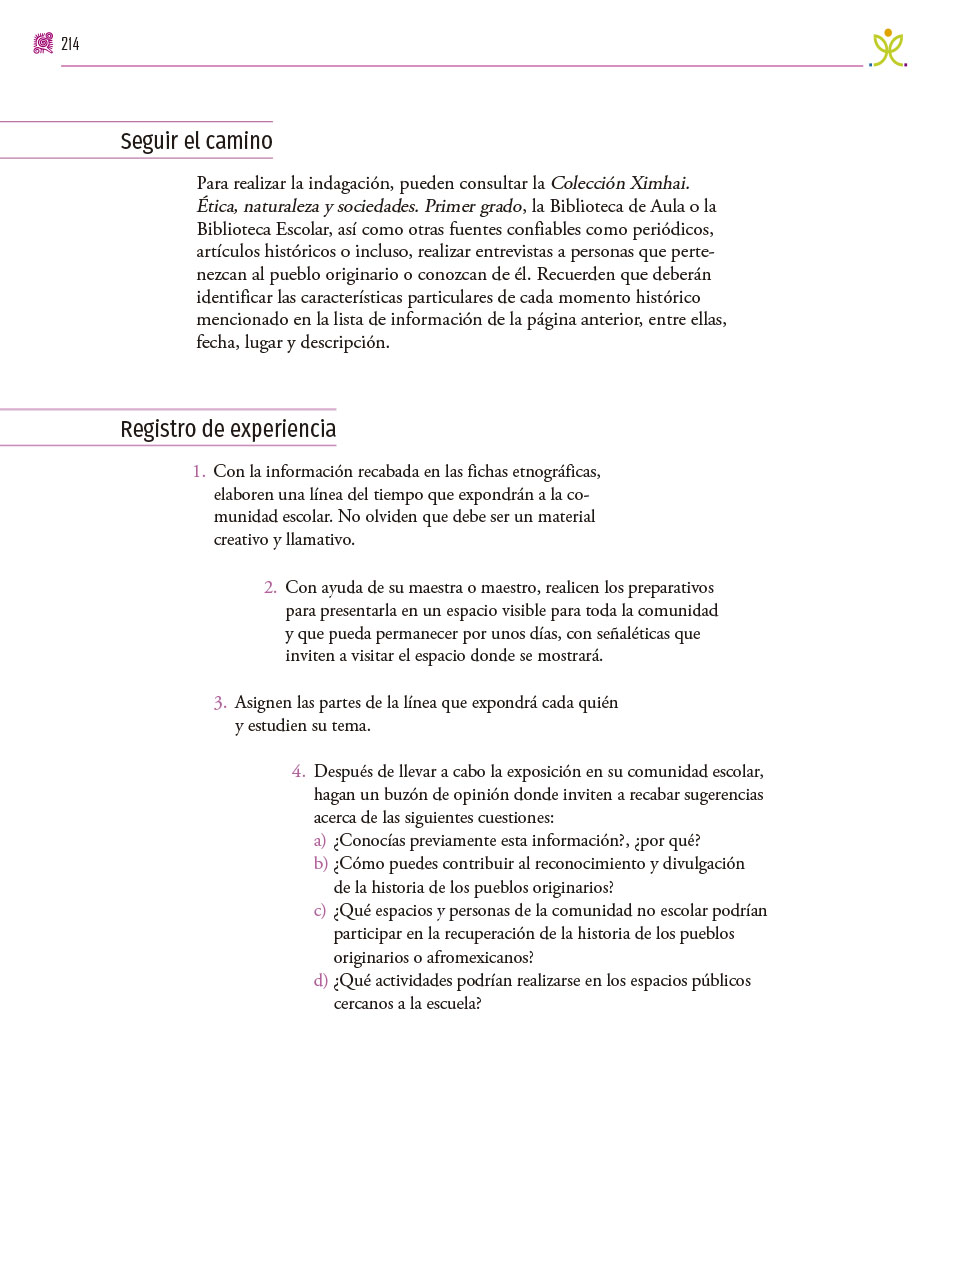 214
Seguir el camino
Para realizar la indagación, pueden consultar la Colección Ximhai.
Ética, naturaleza y sociedades. Primer grado, la Biblioteca de Aula o la
Biblioteca Escolar, así como otras fuentes confiables como periódicos,
artículos históricos o incluso, realizar entrevistas a personas que perte-
nezcan al pueblo originario o conozcan de él. Recuerden que deberán
identificar las características particulares de cada momento histórico
mencionado en la lista de información de la página anterior, entre ellas,
fecha, lugar y descripción.
Registro de experiencia
1. Con la información recabada en las fichas etnográficas,
elaboren una línea del tiempo que expondrán a la co-
munidad escolar. No olviden que debe ser un material
creativo y llamativo.
2. Con ayuda de su maestra o maestro, realicen los preparativos
para presentarla en un espacio visible para toda la comunidad
y que pueda permanecer por unos días, con señaléticas que
inviten a visitar el espacio donde se mostrará.
3. Asignen las partes de la línea que expondrá cada quién
y estudien su tema.
4. Después de llevar a cabo la exposición en su comunidad escolar,
hagan un buzón de opinión donde inviten a recabar sugerencias
acerca de las siguientes cuestiones:
a) ¿Conocías previamente esta información?, ¿por qué?
b) ¿Cómo puedes contribuir al reconocimiento y divulgación
de la historia de los pueblos originarios?
c) ¿Qué espacios y personas de la comunidad no escolar podrían
participar en la recuperación de la historia de los pueblos
originarios o afromexicanos?
d) ¿Qué actividades podrían realizarse en los espacios públicos
cercanos a la escuela?